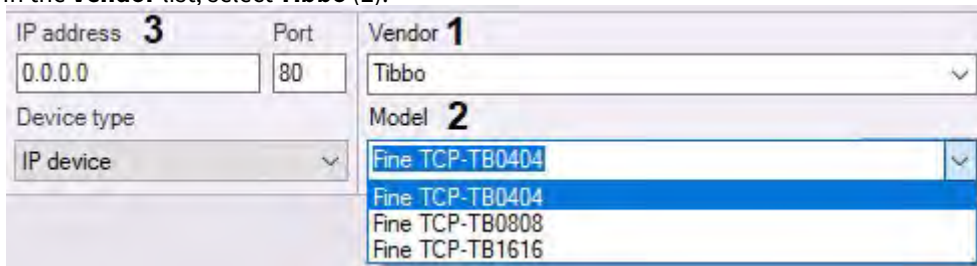 in the Vendor list, select Tibbo (1).
IP address 3 Port Vendor 1
0.0.0.0 80 Tibbo
Device type Model 2
IP device Fine TCP-TB0404
Fine TCP-TB0404
Fine TCP-TB0808
Fine TCP-TB1616